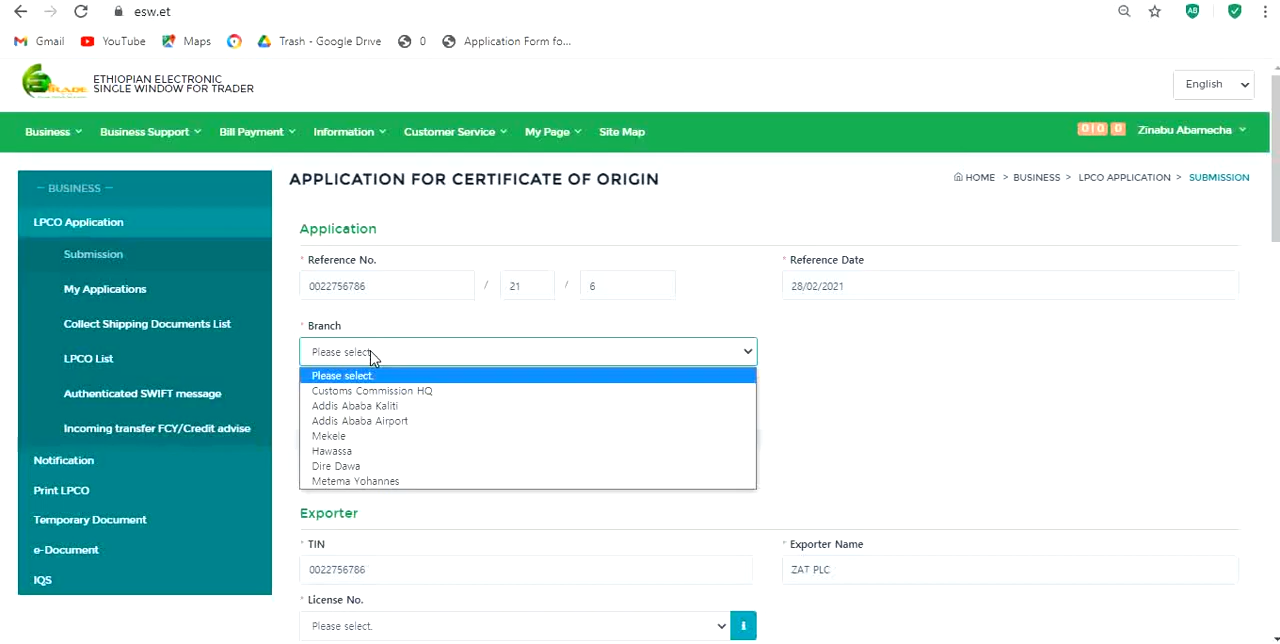 esw.et
Gmail YouTube Maps Trash - Google Drive 0 Application Form fo...
ETHIOPIAN ELECTRONIC
SINGLE WINDOW FOR TRADER
English
Business Business Support Bill Payment Information Customer Service My Page Site Map 0 0 0 Zinabu Abamecha
— BUSINESS —
LPCO Application
Submission
My Applications
Collect Shipping Documents List
LPCO List
Authenticated SWIFT message
Incoming transfer FCY/Credit advise
Notification
Print LPCO
Temporary Document
e-Document
IQS
APPLICATION FOR CERTIFICATE OF ORIGIN
HOME > BUSINESS > LPCO APPLICATION > SUBMISSION
Application
* Reference No.
0022756786 / 21 / 6
* Reference Date
28/02/2021
* Branch
Please select.
Please select.
Customs Commission HQ
Addis Ababa Kaliti
Addis Ababa Airport
Mekele
Hawassa
Dire Dawa
Metema Yohannes
Exporter
* TIN
0022756786
* Exporter Name
ZAT PLC
* License No.
Please select.
i